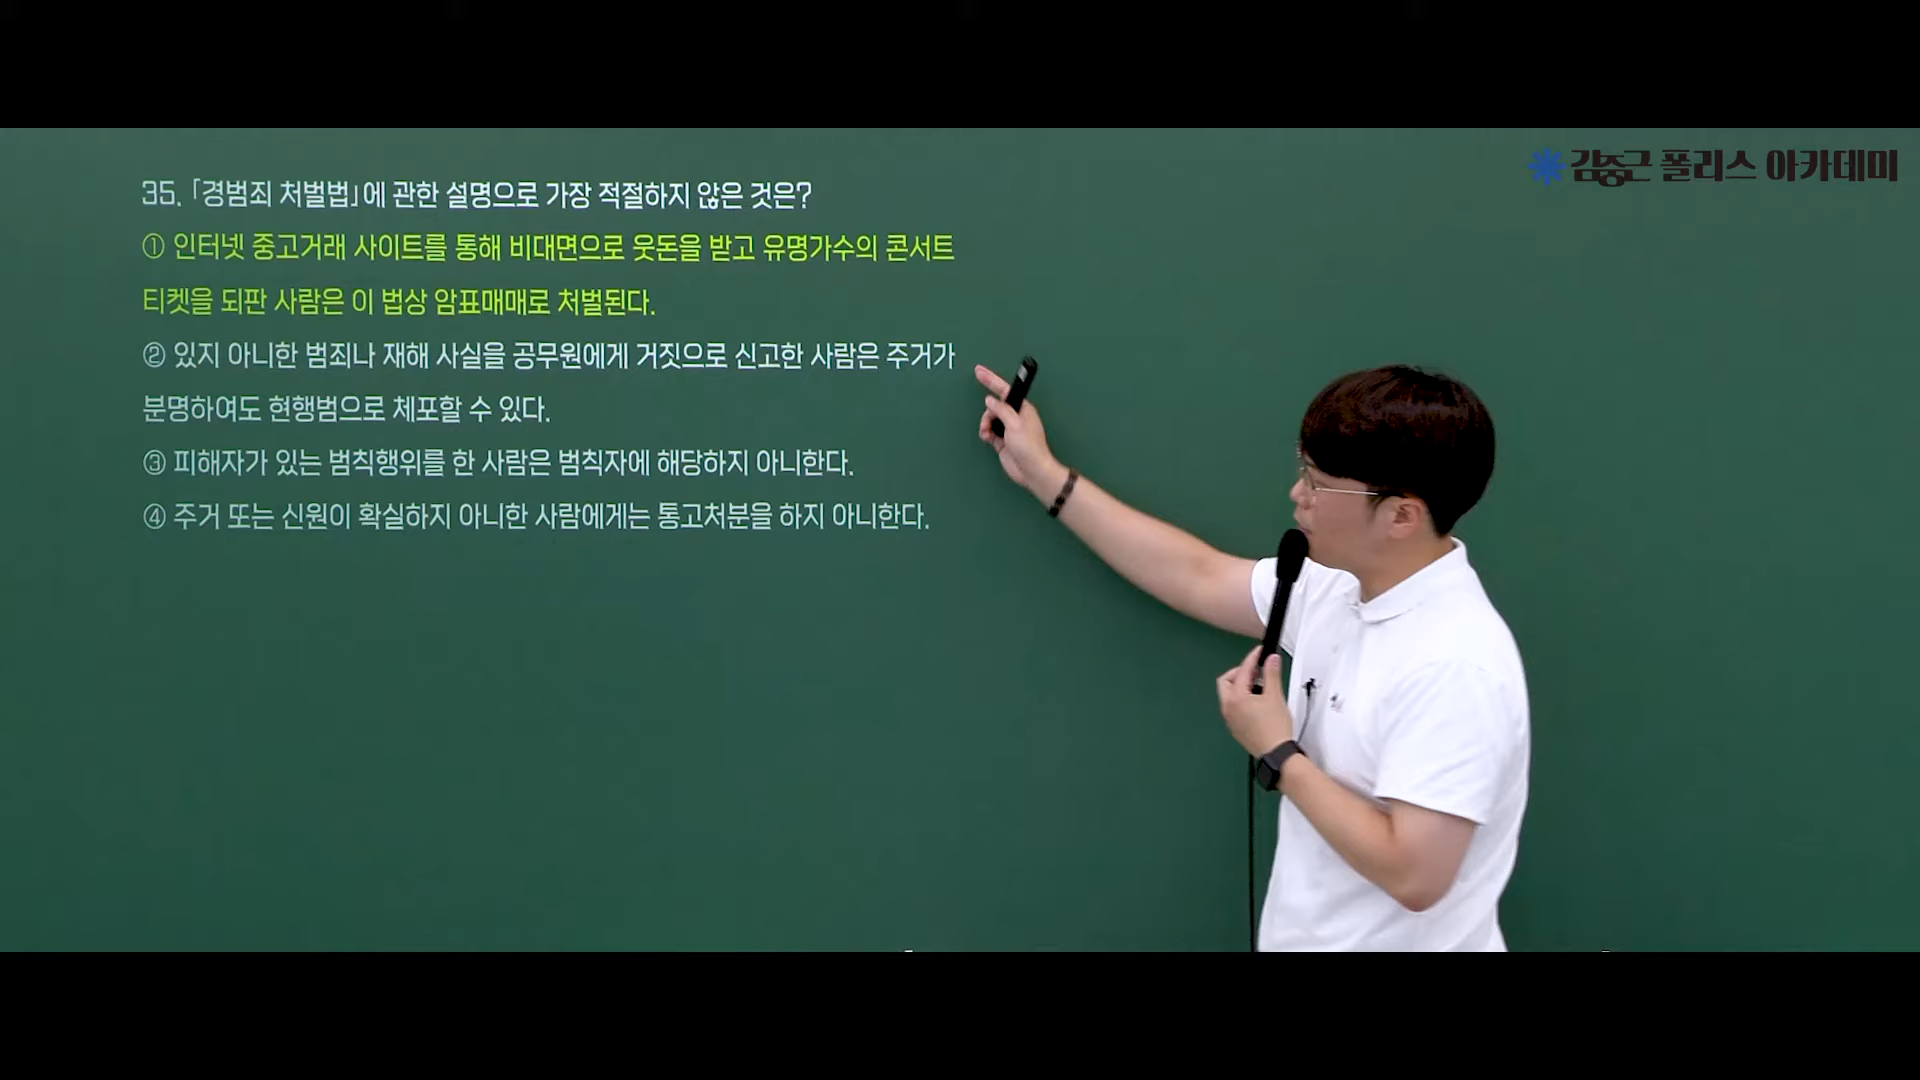 김중근 폴리스 아카데미
35. 「경범죄 처벌법」에 관한 설명으로 가장 적절하지 않은 것은?
① 인터넷 중고거래 사이트를 통해 비대면으로 웃돈을 받고 유명가수의 콘서트
티켓을 되판 사람은 이 법상 암표매매로 처벌된다.
② 있지 아니한 범죄나 재해 사실을 공무원에게 거짓으로 신고한 사람은 주거가
분명하여도 현행범으로 체포할 수 있다.
③ 피해자가 있는 범칙행위를 한 사람은 범칙자에 해당하지 아니한다.
④ 주거 또는 신원이 확실하지 아니한 사람에게는 통고처분을 하지 아니한다.